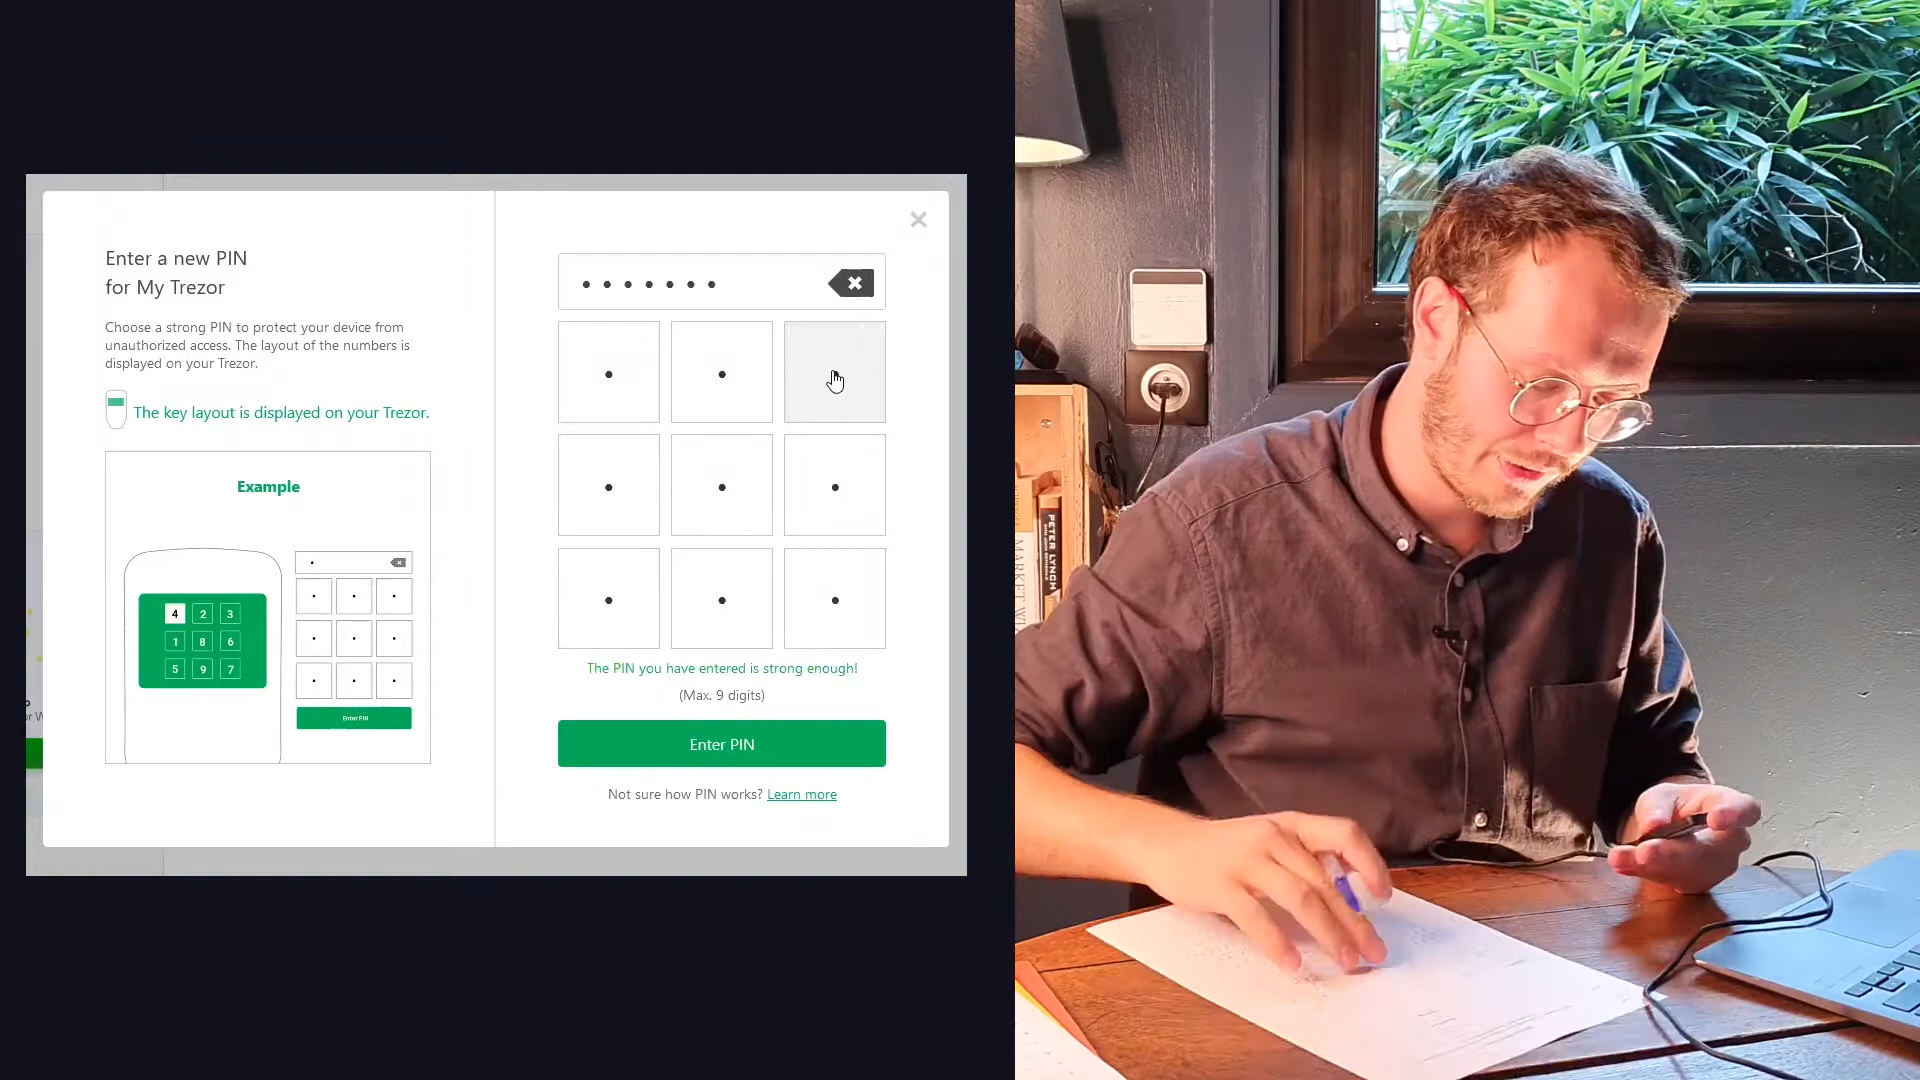 Enter a new PIN
for My Trezor
Choose a strong PIN to protect your device from
unauthorized access. The layout of the numbers is
displayed on your Trezor.
The key layout is displayed on your Trezor.
Example
4 2 3
1 8 6
5 9 7
Enter PIN
The PIN you have entered is strong enough!
(Max. 9 digits)
Enter PIN
Not sure how PIN works? Learn more
PETER LYNCH
MARKET